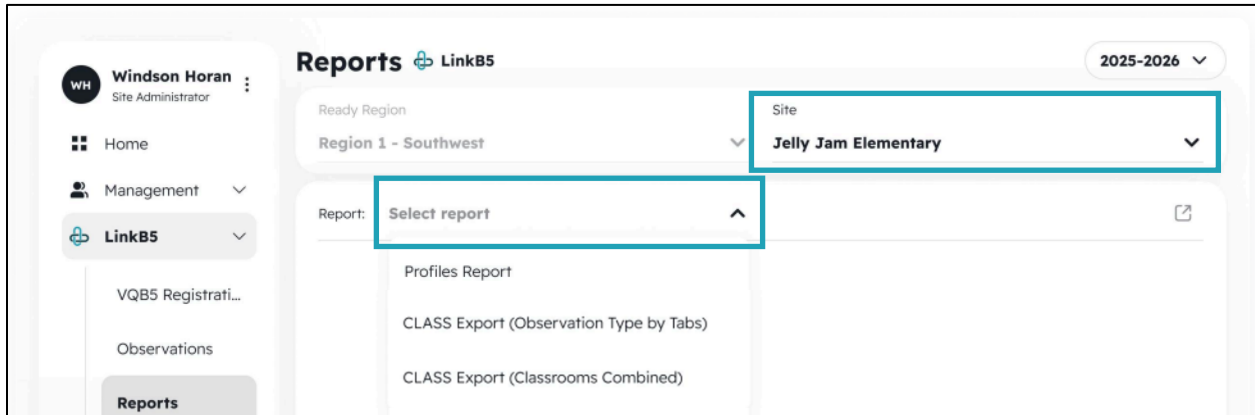 WH
Windson Horan
Site Administrator
Home
Management
LinkB5
VQB5 Registrati...
Observations
Reports
Reports LinkB5
2025-2026
Ready Region
Region 1 - Southwest
Site
Jelly Jam Elementary
Report: Select report
Profiles Report
CLASS Export (Observation Type by Tabs)
CLASS Export (Classrooms Combined)